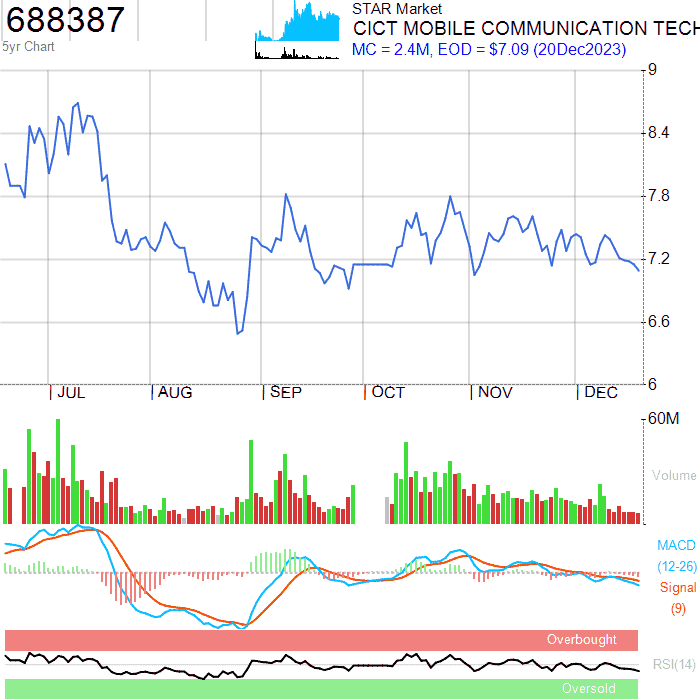 688387
5yr Chart
STAR Market
CICT MOBILE COMMUNICATION TECH
MC = 2.4M, EOD = $7.09 (20Dec2023)
9
8.4
7.8
7.2
6.6
6
JUL AUG SEP OCT NOV DEC
60M
Volume
MACD
(12-26)
Signal
(9)
Overbought
RSI(14)
Oversold